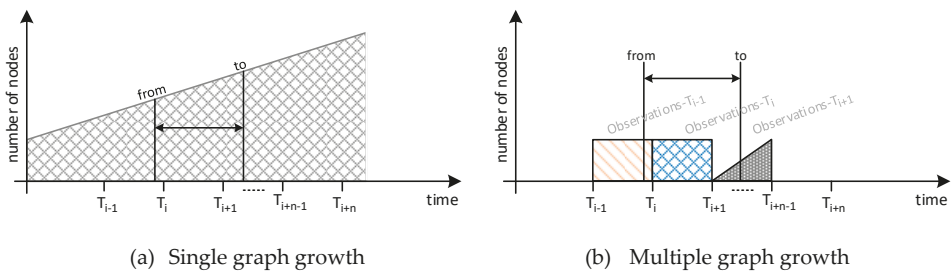 number of nodes
from
to
T_{i-1}
T_i
T_{i+1}
......
T_{i+n-1}
T_{i+n}
time
(a) Single graph growth
number of nodes
from
to
Observations-T_{i-1}
Observations-T_i
Observations-T_{i+1}
T_{i-1}
T_i
T_{i+1}
......
T_{i+n-1}
T_{i+n}
time
(b) Multiple graph growth